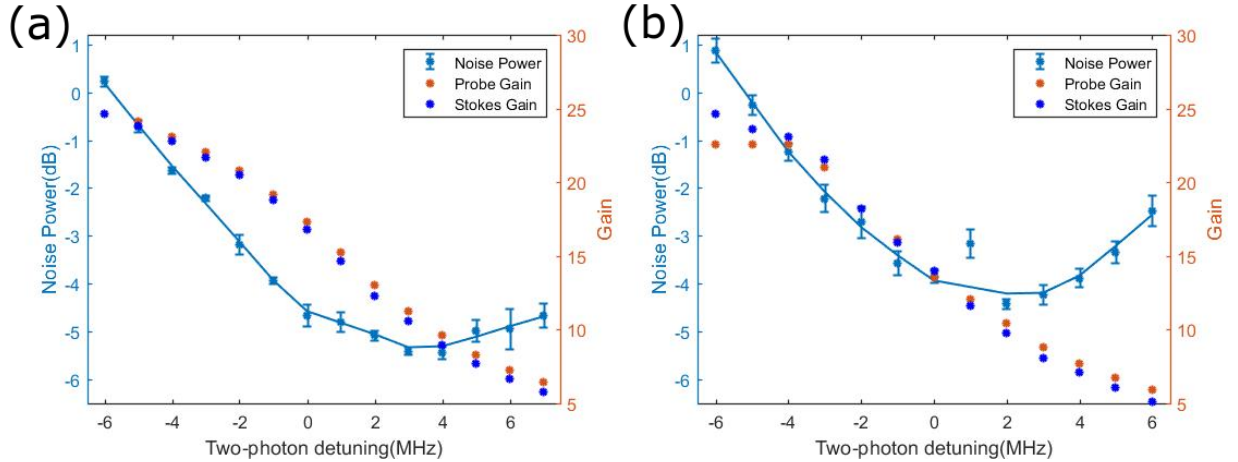 (a)
1
0
-1
-2
-3
-4
-5
-6
Noise Power(dB)
-6 -4 -2 0 2 4 6
Two-photon detuning(MHz)
30
25
20
15
10
5
Gain
Noise Power
Probe Gain
Stokes Gain
(b)
1
0
-1
-2
-3
-4
-5
-6
Noise Power(dB)
-6 -4 -2 0 2 4 6
Two-photon detuning(MHz)
30
25
20
15
10
5
Gain
Noise Power
Probe Gain
Stokes Gain